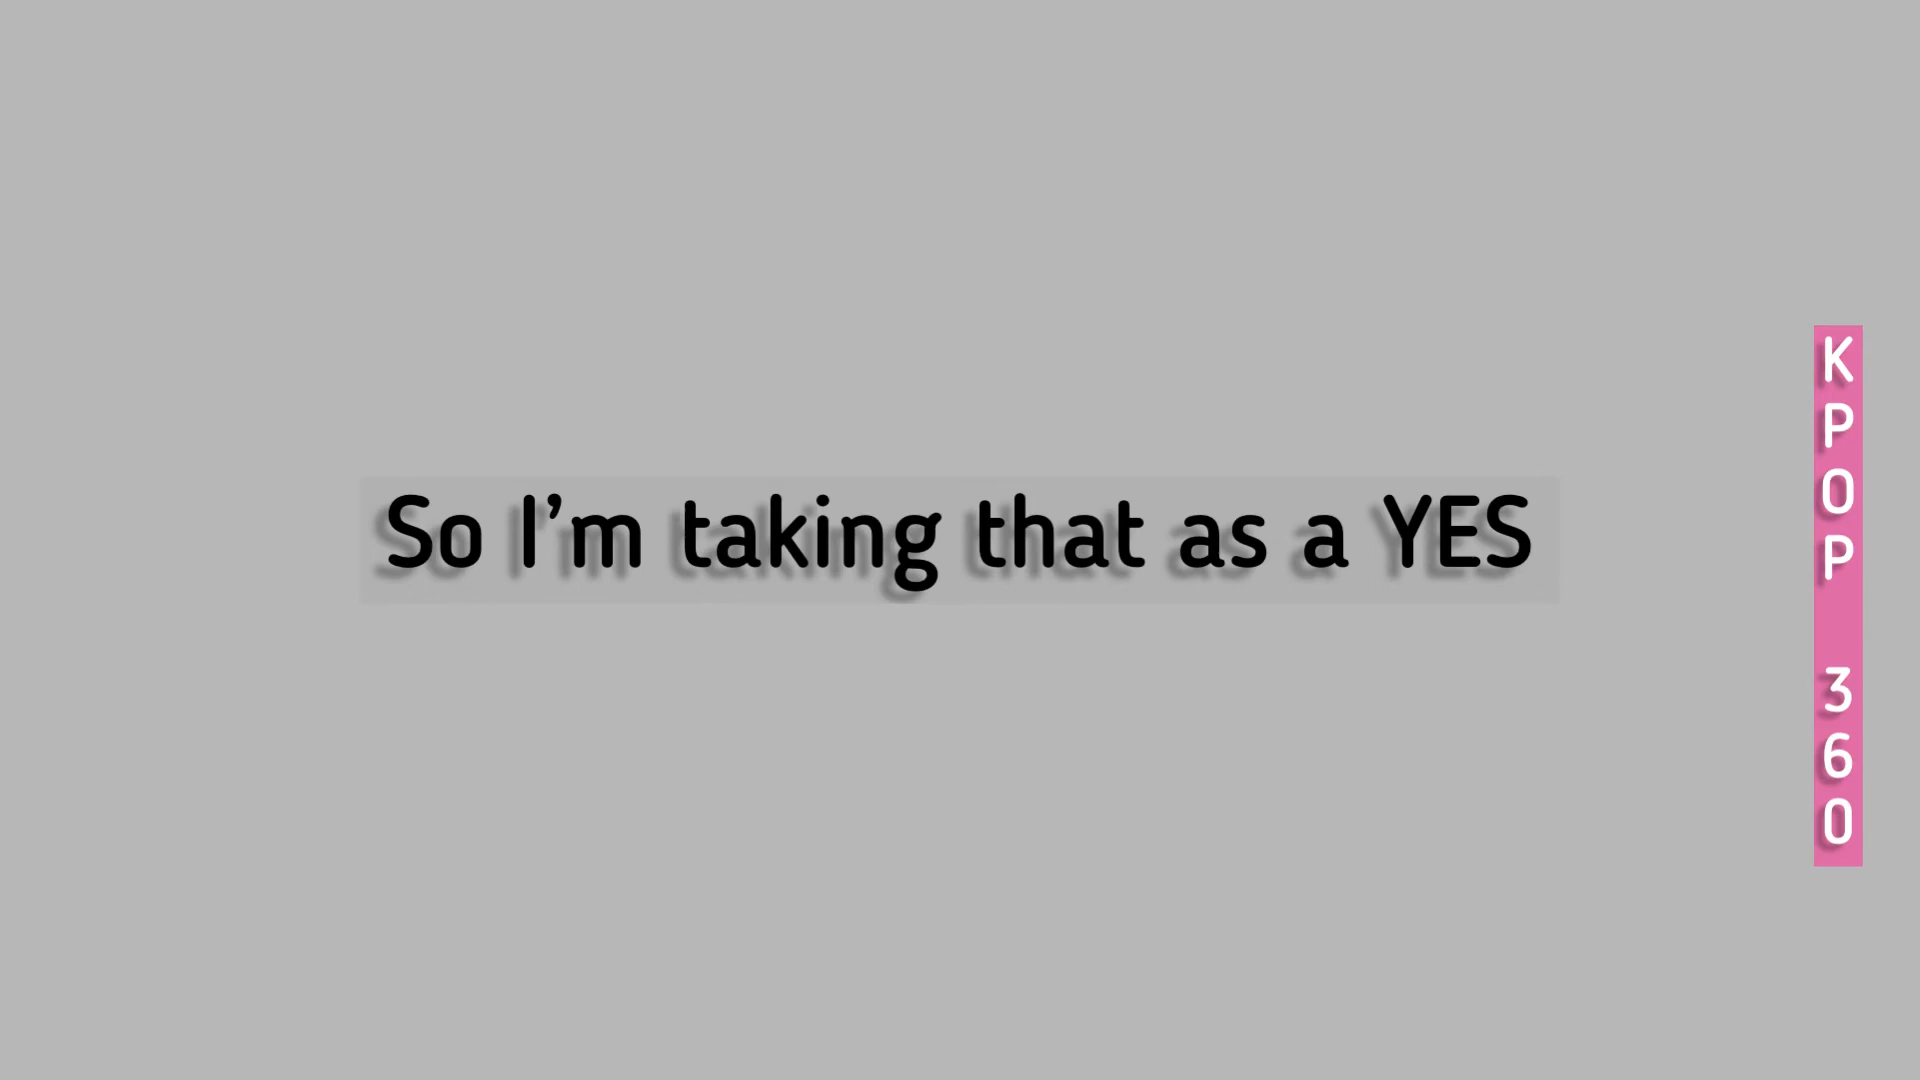 So I’m taking that as a YES
KPOP 360